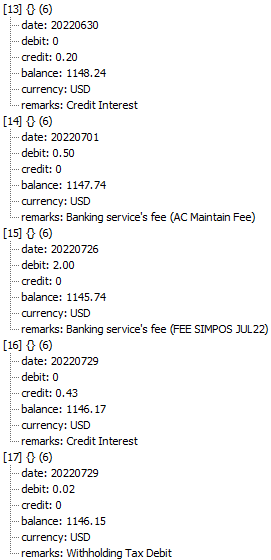 [13] {} (6)
date: 20220630
debit: 0
credit: 0.20
balance: 1148.24
currency: USD
remarks: Credit Interest
[14] {} (6)
date: 20220701
debit: 0.50
credit: 0
balance: 1147.74
currency: USD
remarks: Banking service's fee (AC Maintain Fee)
[15] {} (6)
date: 20220726
debit: 2.00
credit: 0
balance: 1145.74
currency: USD
remarks: Banking service's fee (FEE SIMPOS JUL22)
[16] {} (6)
date: 20220729
debit: 0
credit: 0.43
balance: 1146.17
currency: USD
remarks: Credit Interest
[17] {} (6)
date: 20220729
debit: 0.02
credit: 0
balance: 1146.15
currency: USD
remarks: Withholding Tax Debit